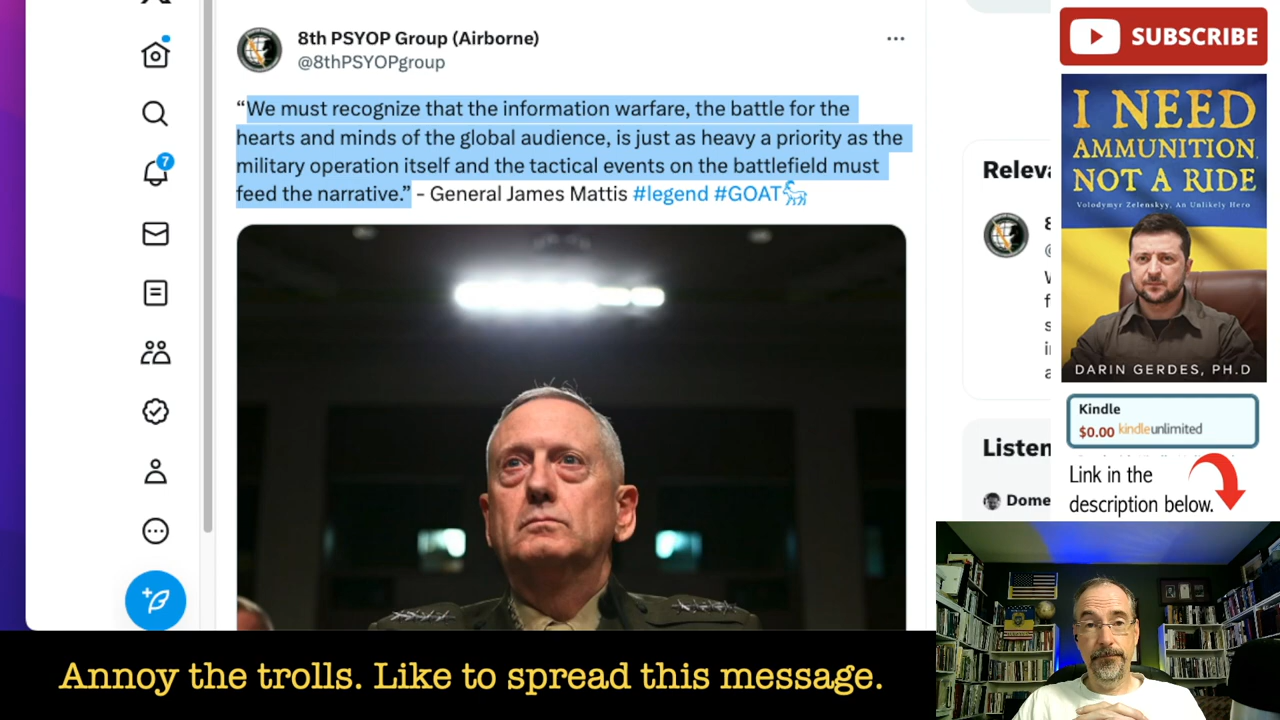 8th PSYOP Group (Airborne)
@8thPSYOPgroup
“We must recognize that the information warfare, the battle for the
hearts and minds of the global audience, is just as heavy a priority as the
military operation itself and the tactical events on the battlefield must
feed the narrative.” - General James Mattis #legend #GOAT
7
Releva
8
@
W
f
s
i
a
Listen
Dome
SUBSCRIBE
I NEED
AMMUNITION,
NOT A RIDE
Volodymyr Zelenskyy, An Unlikely Hero
DARIN GERDES, PH.D
Kindle
$0.00 kindleunlimited
Link in the
description below.
Annoy the trolls. Like to spread this message.